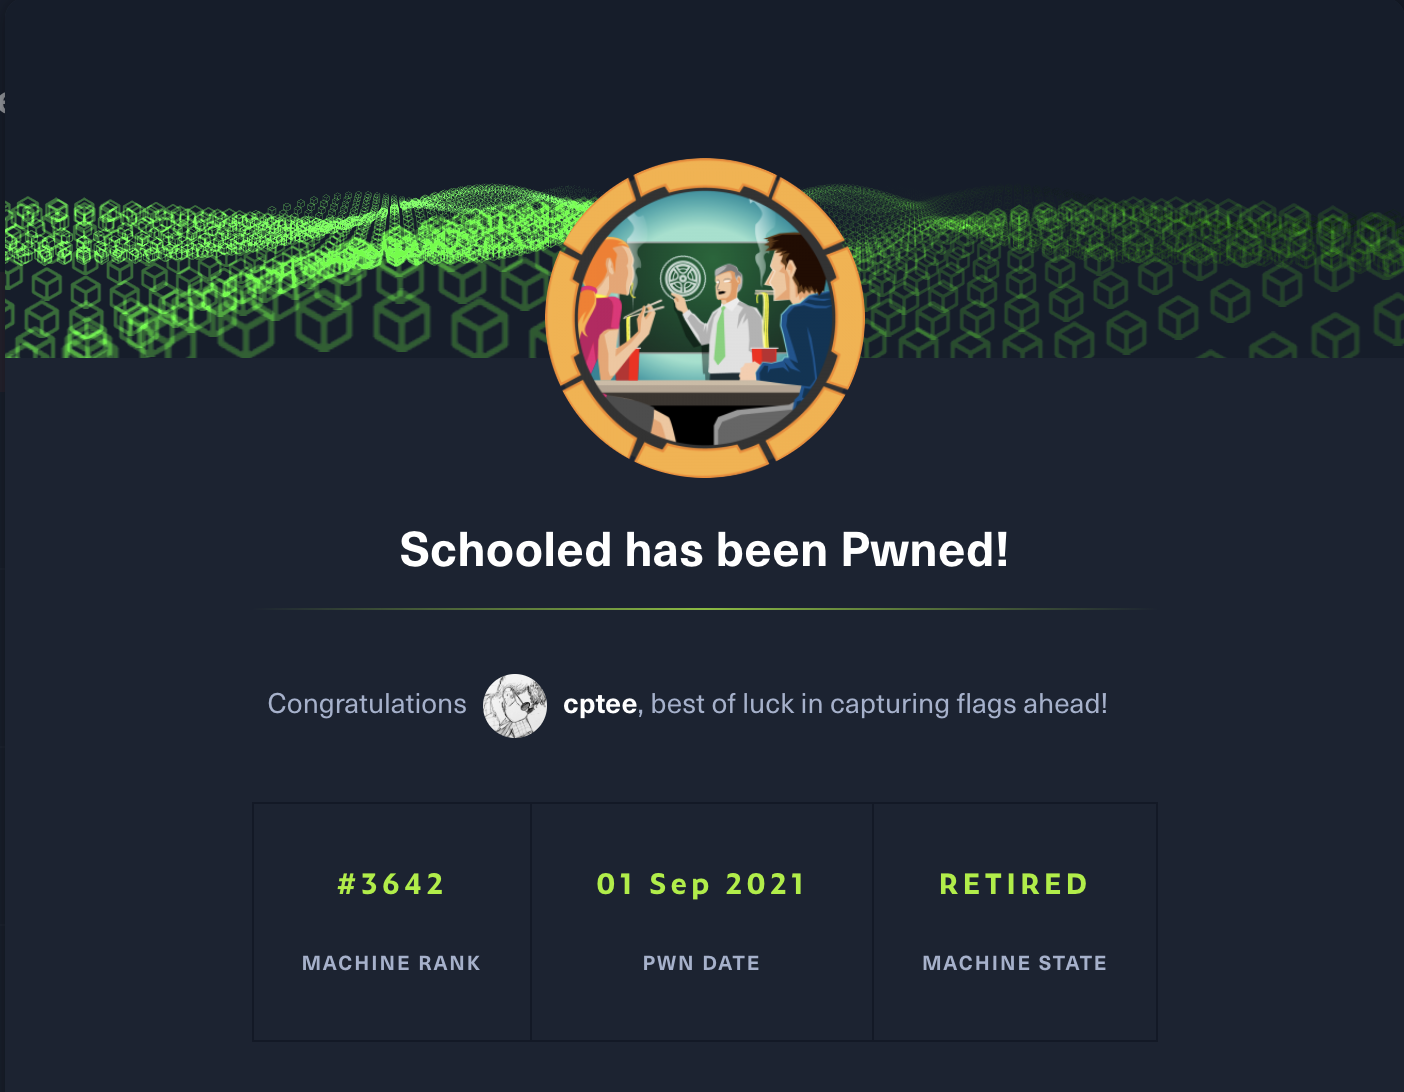 Schooled has been Pwned!
Congratulations cptee, best of luck in capturing flags ahead!
#3642 01 Sep 2021 RETIRED
MACHINE RANK PWN DATE MACHINE STATE